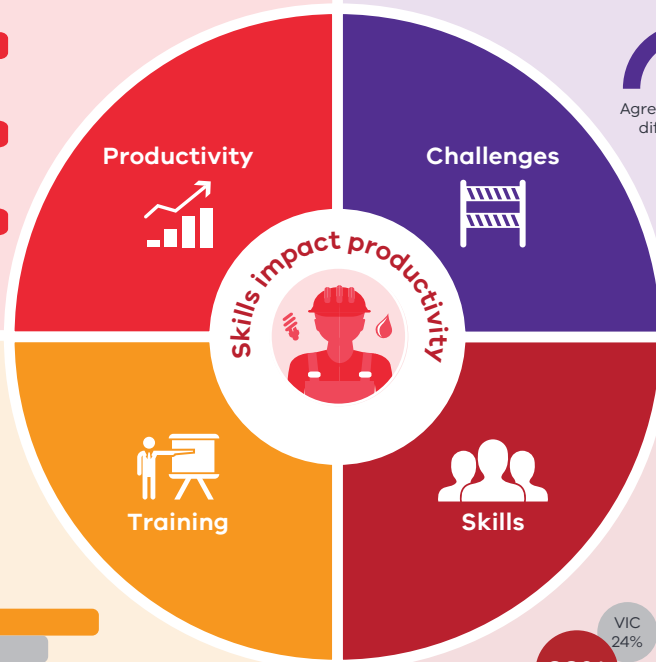 Productivity
Challenges
Skills impact productivity
Training
Skills
VIC
24%